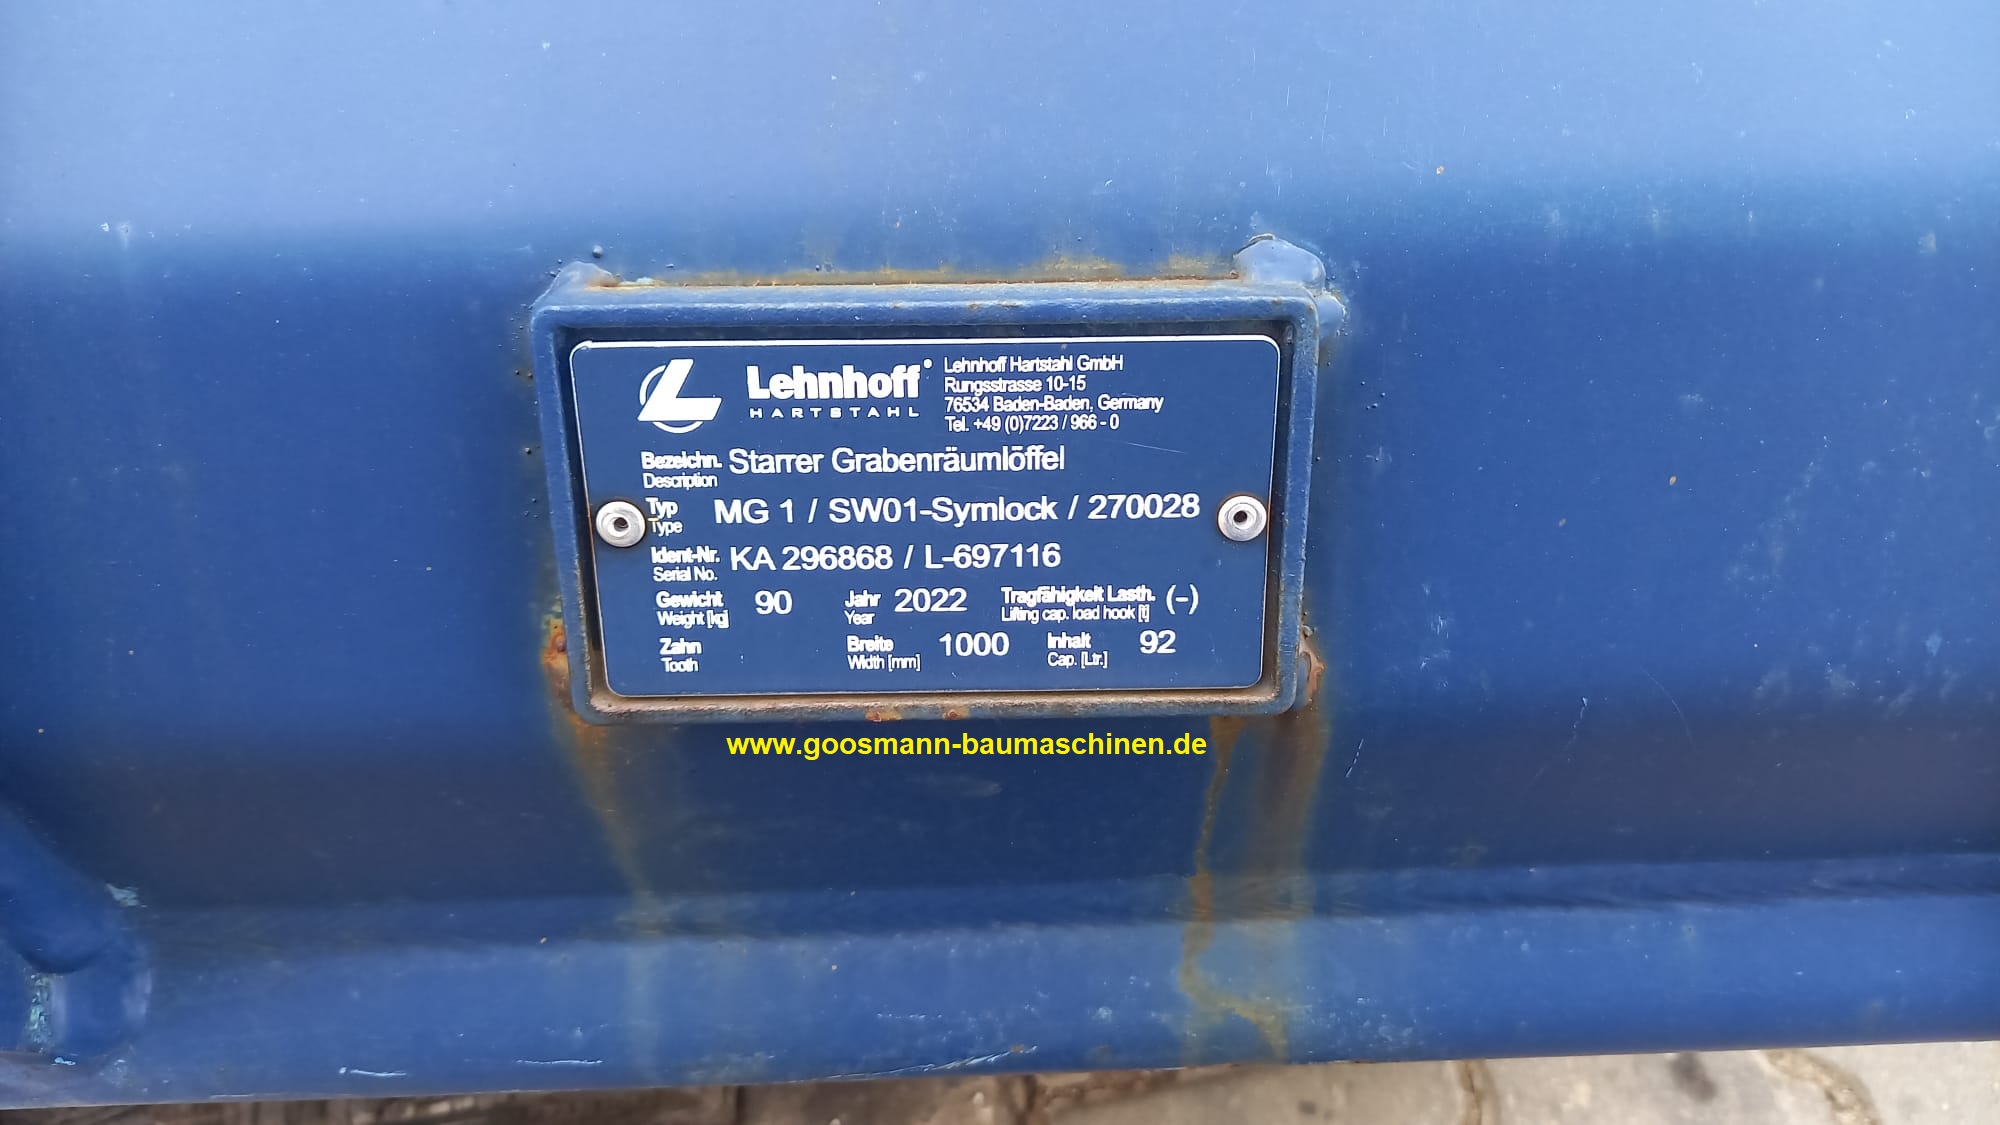 Lehnhoff®
HARTSTAHL
Lehnhoff Hartstahl GmbH
Rungsstrasse 10-15
76534 Baden-Baden, Germany
Tel. +49 (0)7223 / 966 - 0
Bezeichn. Starrer Grabenräumlöffel
Description
Typ MG 1 / SW01-Symlock / 270028
Type
Ident-Nr. KA 296868 / L-697116
Serial No.
Gewicht 90 Jahr 2022 Tragfähigkeit Lasth. (-)
Weight [kg] Year Lifting cap. load hook [t]
Zahn Breite 1000 Inhalt 92
Tooth Width [mm] Cap. [Ltr.]
www.goosmann-baumaschinen.de